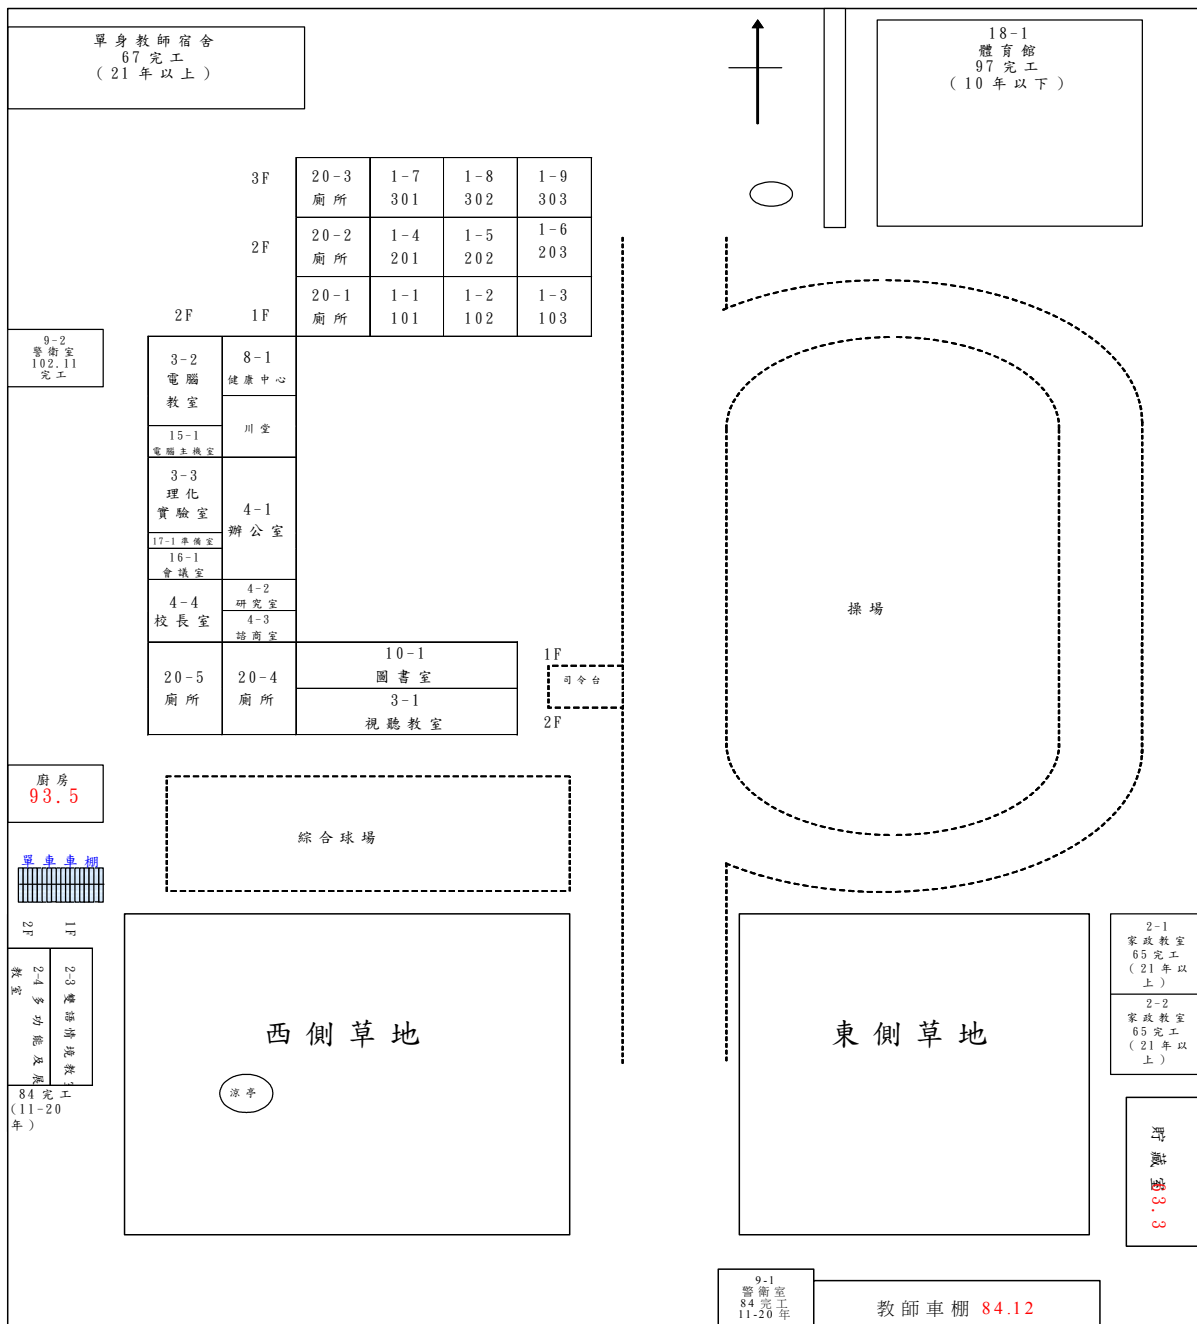 單身教師宿舍
67完工
(21年以上)
18-1
體育館
97完工
(10年以下)
3F
20-3
廁所
1-7
301
1-8
302
1-9
303
2F
20-2
廁所
1-4
201
1-5
202
1-6
203
20-1
廁所
1-1
101
1-2
102
1-3
103
2F
1F
9-2
警衛室
102.11
完工
3-2
電腦
教室
8-1
健康中心
川堂
15-1
電腦主機室
3-3
理化
實驗室
4-1
辦公室
17-1準備室
16-1
會議室
4-4
校長室
4-2
研究室
4-3
諮商室
20-5
廁所
20-4
廁所
10-1
圖書室
3-1
視聽教室
1F
司令台
2F
操場
廚房
93.5
綜合球場
單車車棚
2F
1F
2-4多功能及展
教室
2-3雙語情境教
84完工
(11-20
年)
西側草地
涼亭
東側草地
2-1
家政教室
65完工
(21年以
上)
2-2
家政教室
65完工
(21年以
上)
貯藏室
3.3
9-1
警衛室
84完工
11-20年
教師車棚 84.12